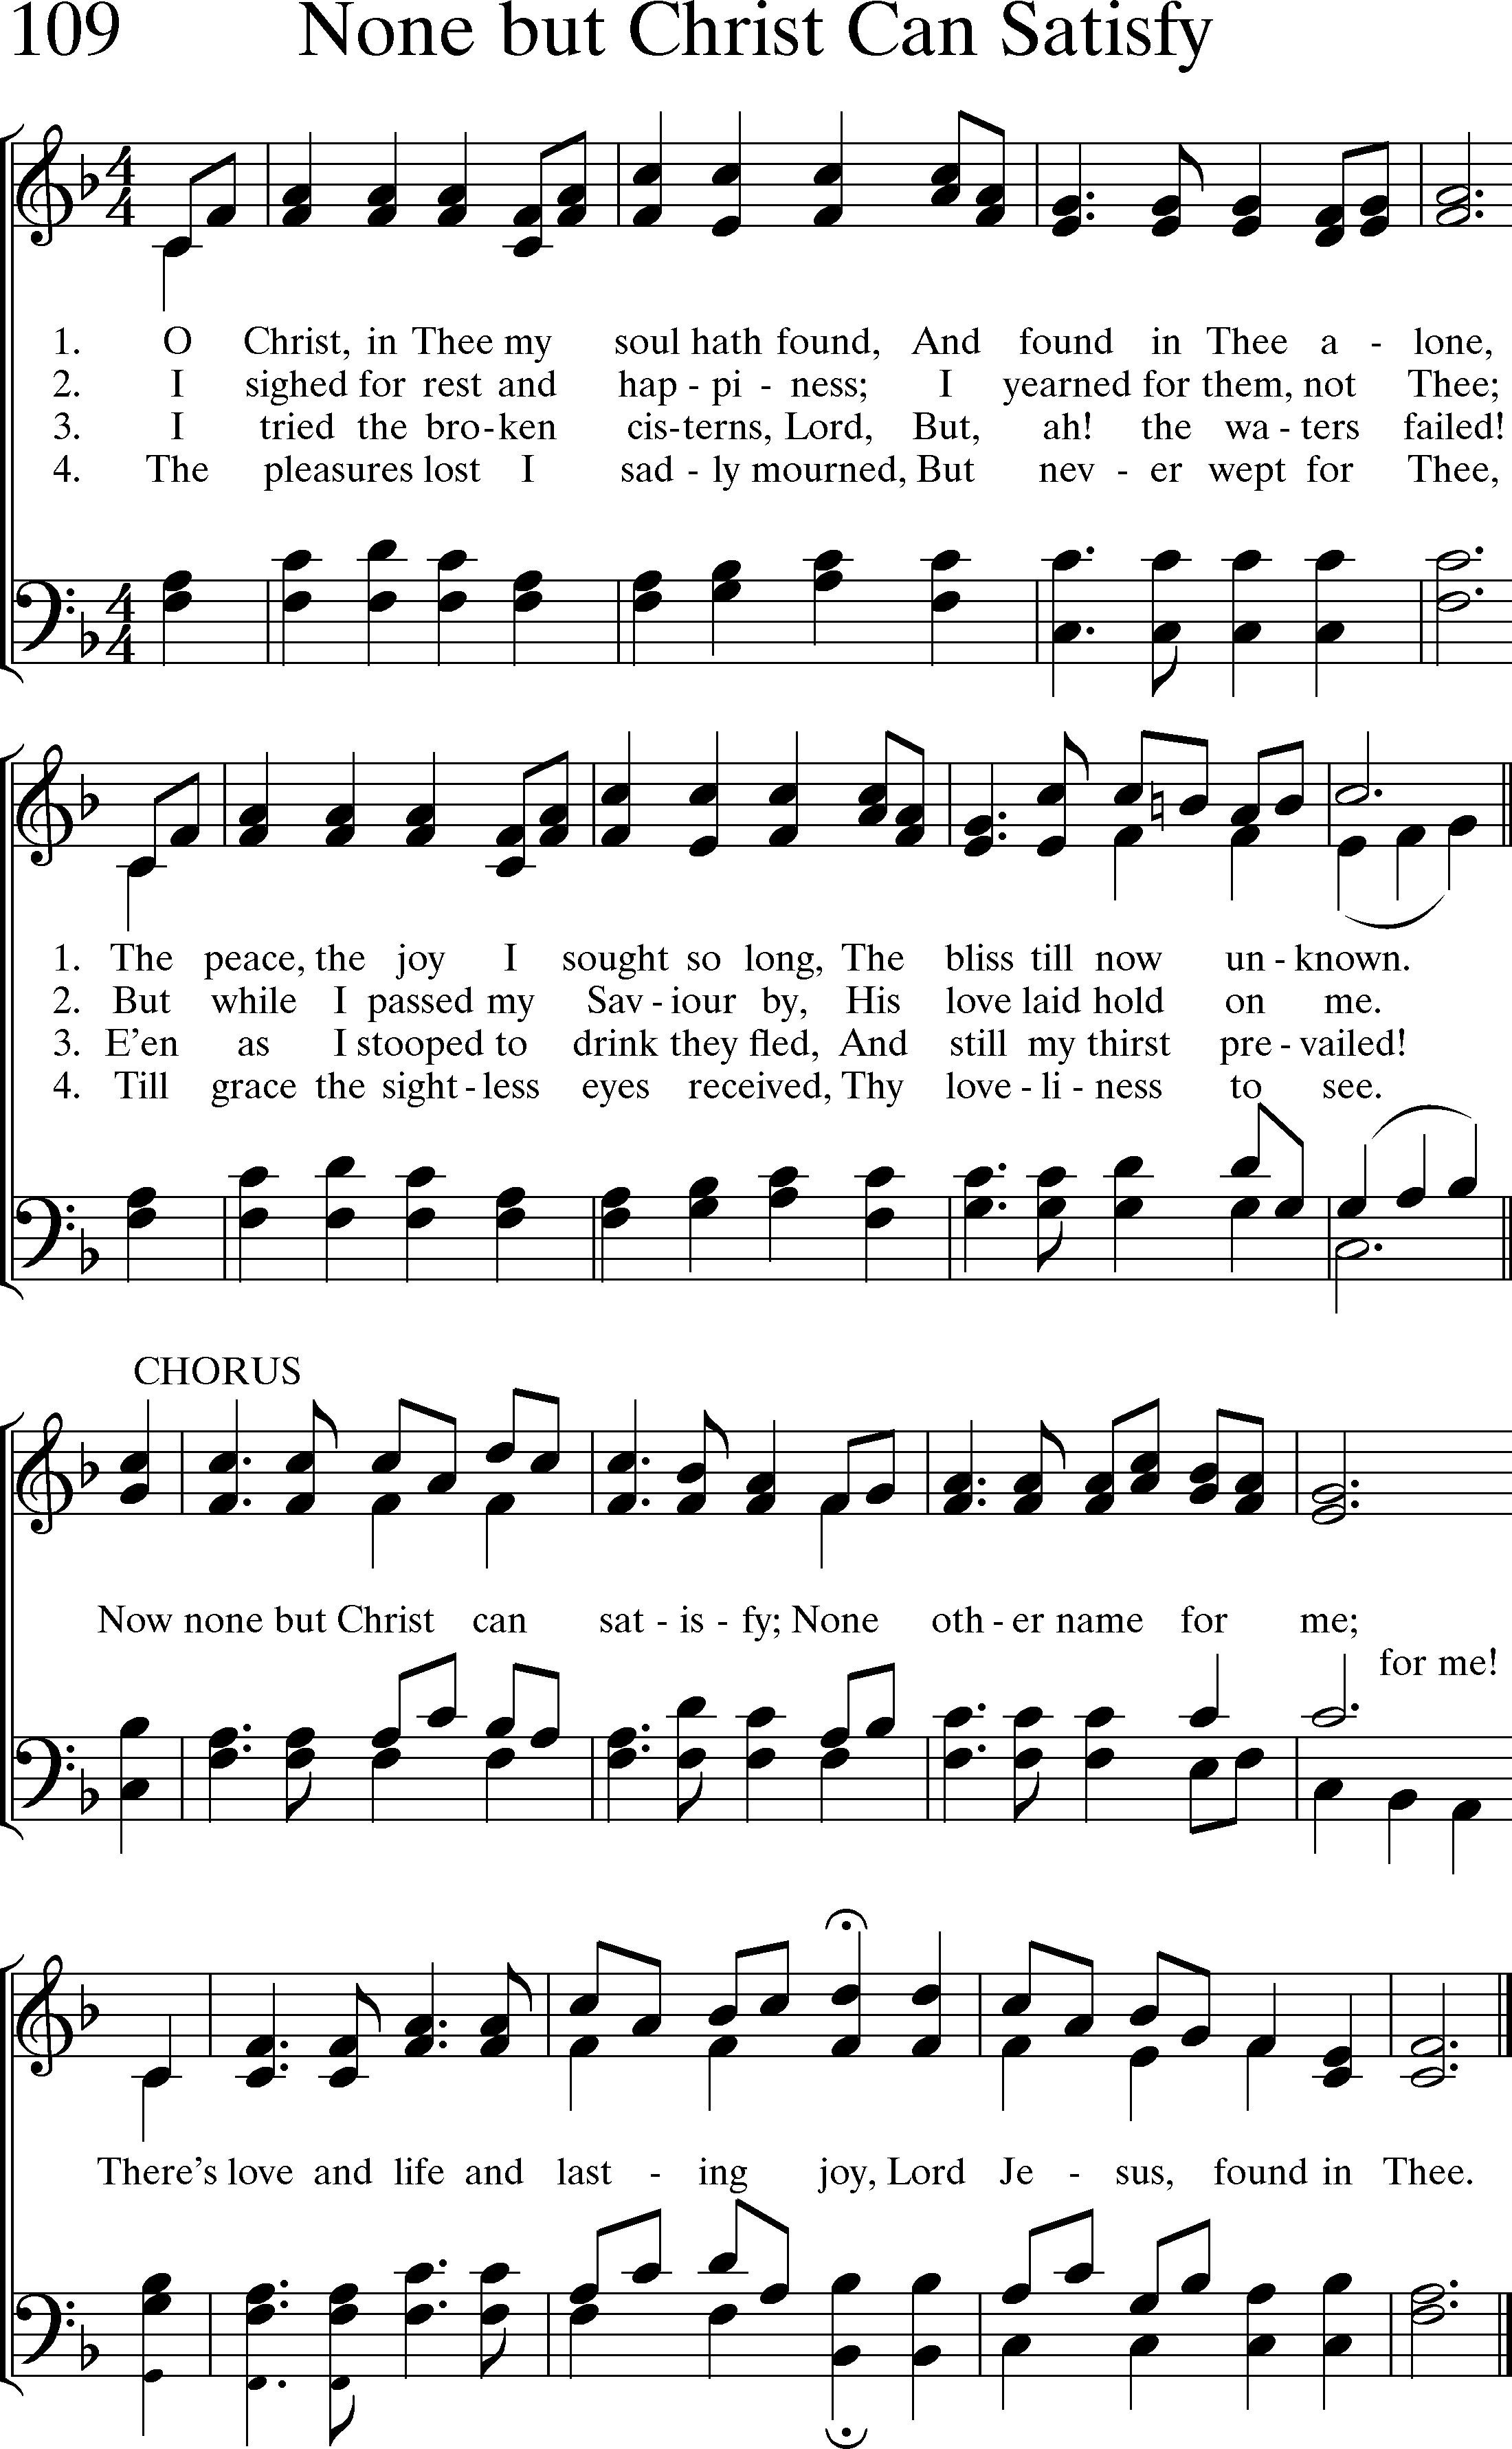 109 None but Christ Can Satisfy
1. O Christ, in Thee my soul hath found, And found in Thee a - lone,
2. I sighed for rest and hap - pi - ness; I yearned for them, not Thee;
3. I tried the bro - ken cis - terns, Lord, But, ah! the wa - ters failed!
4. The pleasures lost I sad - ly mourned, But nev - er wept for Thee,
1. The peace, the joy I sought so long, The bliss till now un - known.
2. But while I passed my Sav - iour by, His love laid hold on me.
3. E’en as I stooped to drink they fled, And still my thirst pre - vailed!
4. Till grace the sight - less eyes received, Thy love - li - ness to see.
CHORUS
Now none but Christ can sat - is - fy; None oth - er name for me;
for me!
There’s love and life and last - ing joy, Lord Je - sus, found in Thee.